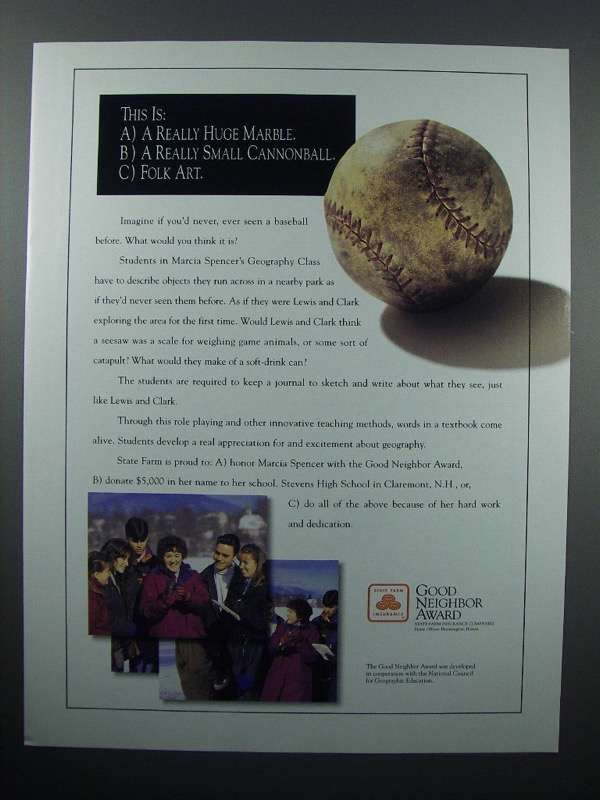 THIS IS:
A) A REALLY HUGE MARBLE.
B) A REALLY SMALL CANNONBALL.
C) FOLK ART.
Imagine if you'd never, ever seen a baseball
before. What would you think it is?
Students in Marcia Spencer's Geography Class
have to describe objects they run across in a nearby park as
if they'd never seen them before. As if they were Lewis and Clark
exploring the area for the first time. Would Lewis and Clark think
a seesaw was a scale for weighing game animals, or some sort of
catapult? What would they make of a soft-drink can?
The students are required to keep a journal to sketch and write about what they see, just
like Lewis and Clark.
Through this role playing and other innovative teaching methods, words in a textbook come
alive. Students develop a real appreciation for and excitement about geography.
State Farm is proud to: A) honor Marcia Spencer with the Good Neighbor Award,
B) donate $5,000 in her name to her school, Stevens High School in Claremont, N.H., or,
C) do all of the above because of her hard work
and dedication.
STATE FARM
INSURANCE
GOOD
NEIGHBOR
AWARD
STATE FARM INSURANCE COMPANIES
Home Offices: Bloomington, Illinois
The Good Neighbor Award was developed
in cooperation with the National Council
for Geographic Education.